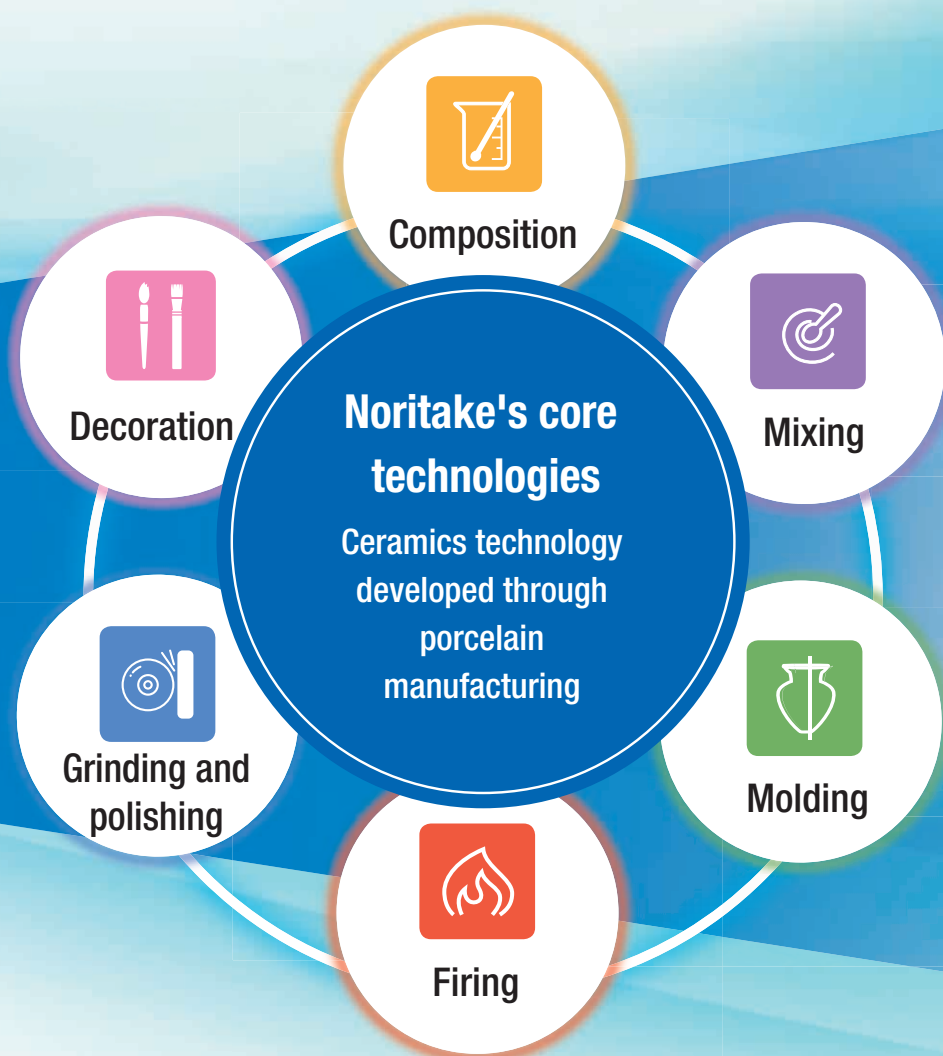 Composition
Mixing
Molding
Firing
Grinding and
polishing
Decoration
Noritake's core
technologies
Ceramics technology
developed through
porcelain
manufacturing